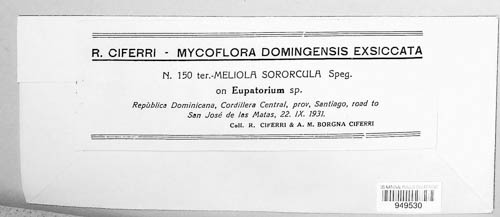 R. CIFERRI - MYCOFLORA DOMINGENSIS EXSICCATA
N. 150 ter.-MELIOLA SORORCULA Speg.
on Eupatorium sp.
Repùblica Dominicana, Cordillera Central, prov, Santiago, road to
San José de las Matas, 22. IX. 1931.
Coll. R. CIFERRI & A. M. BORGNA CIFERRI
949530